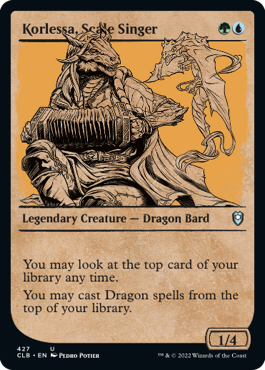 Korlessa, Scale Singer
Legendary Creature — Dragon Bard
You may look at the top card of your
library any time.
You may cast Dragon spells from the
top of your library.
1/4
427 U
CLB • EN Pedro Potier
™ & © 2022 Wizards of the Coast